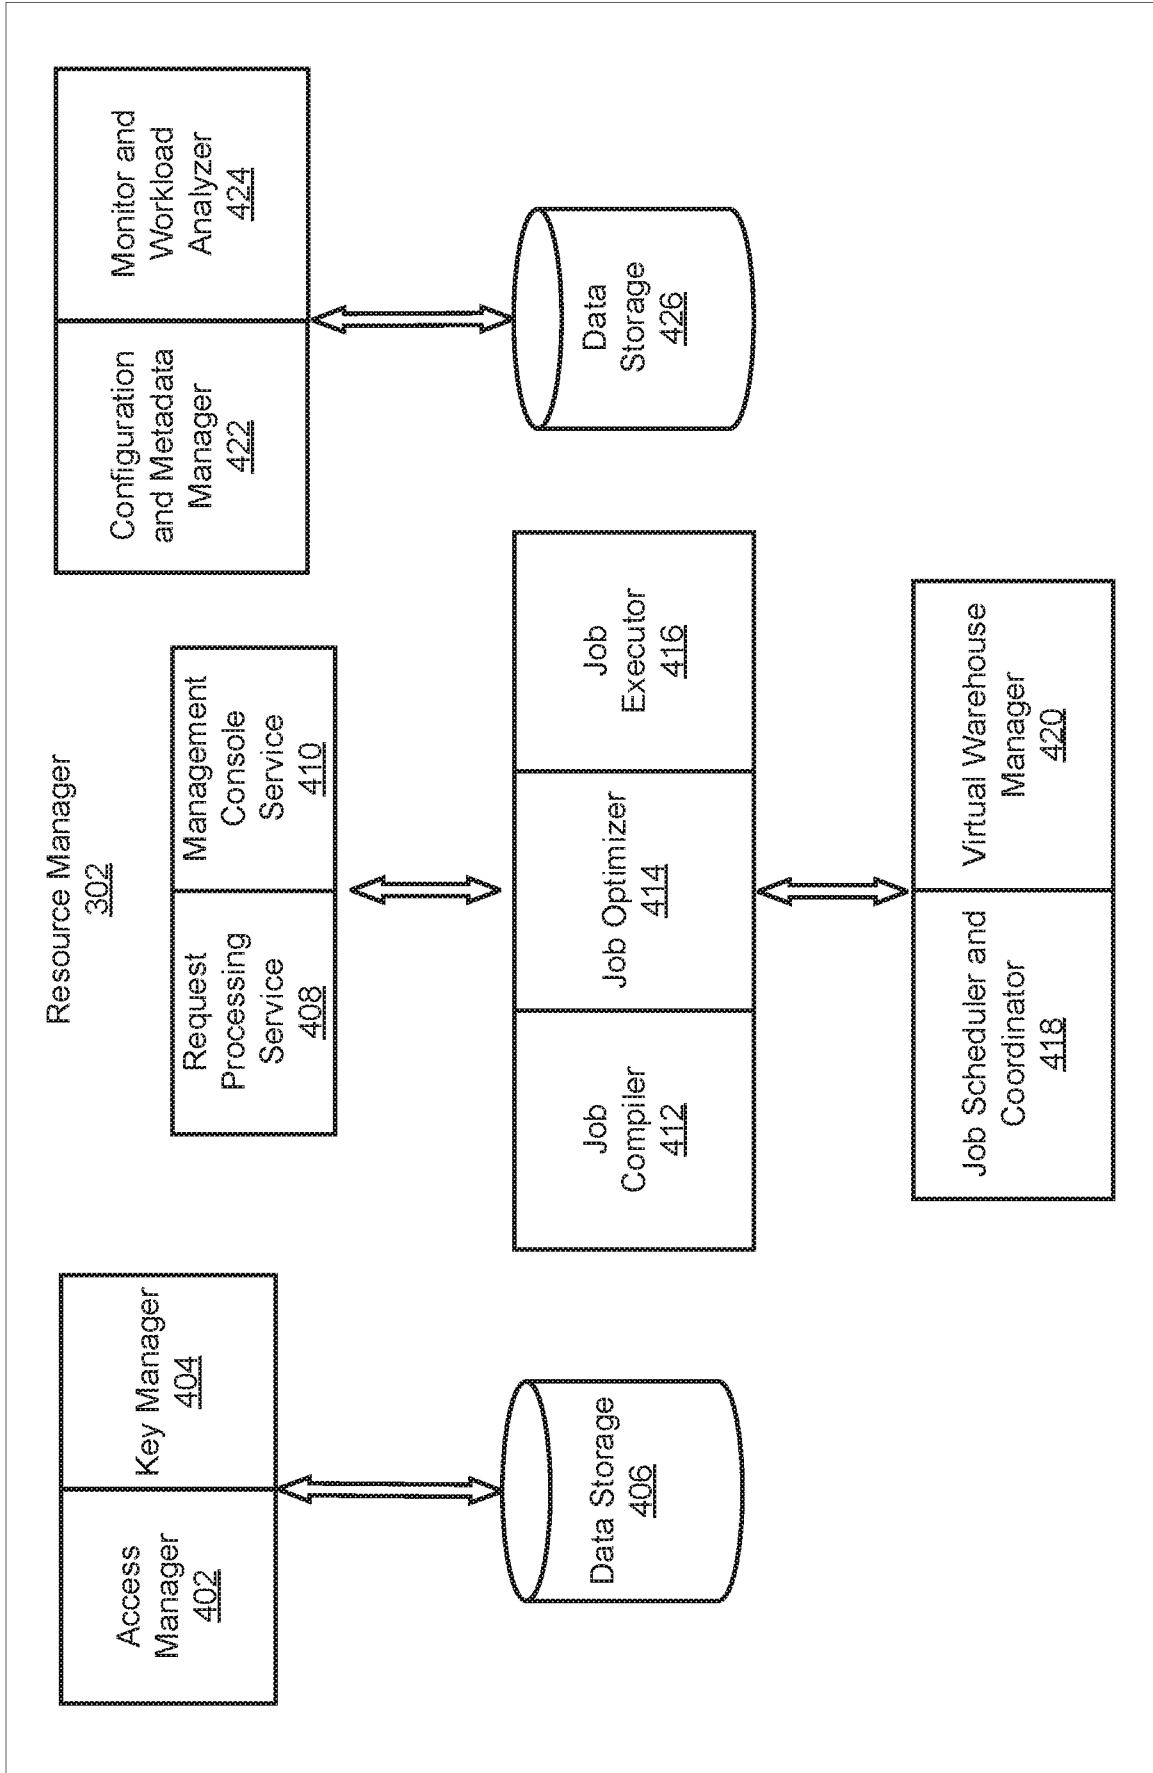 Resource Manager
302
Access
Manager
402
Key Manager
404
Data Storage
406
Request
Processing
Service
408
Management
Console
Service
410
Job
Compiler
412
Job Optimizer
414
Job
Executor
416
Job Scheduler and
Coordinator
418
Virtual Warehouse
Manager
420
Configuration
and Metadata
Manager
422
Monitor and
Workload
Analyzer
424
Data
Storage
426